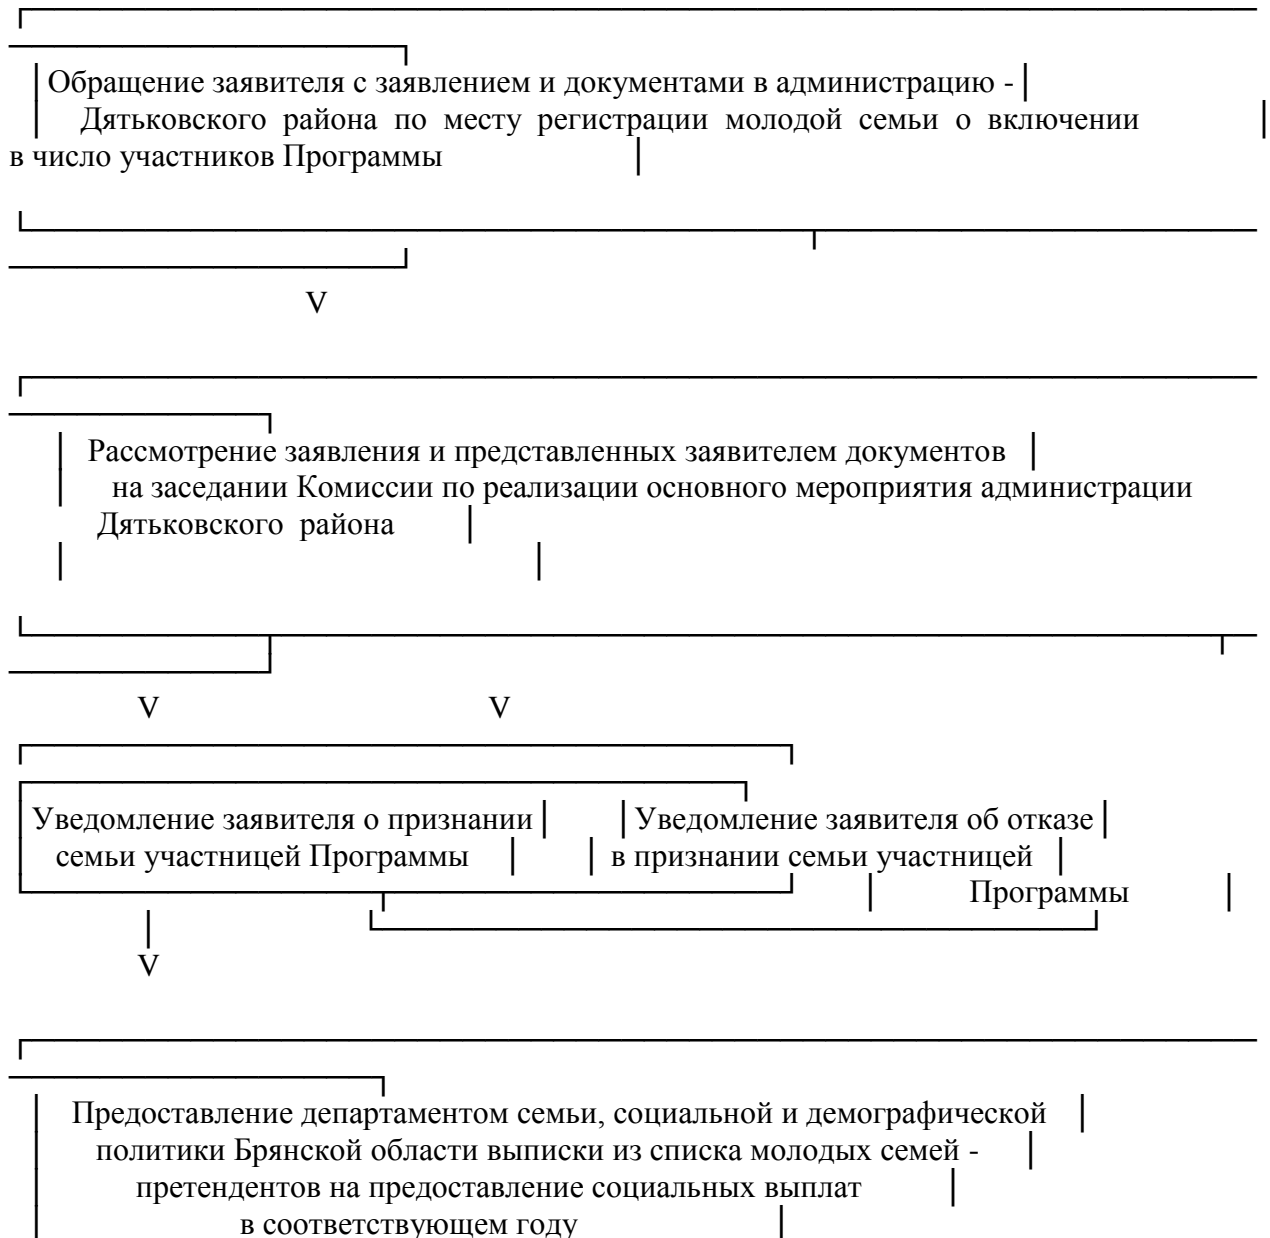 Обращение заявителя с заявлением и документами в администрацию -
Дятьковского района по месту регистрации молодой семьи о включении
в число участников Программы
V
Рассмотрение заявления и представленных заявителем документов
на заседании Комиссии по реализации основного мероприятия администрации
Дятьковского района
V V
Уведомление заявителя о признании Уведомление заявителя об отказе
семьи участницей Программы в признании семьи участницей
Программы
V
Предоставление департаментом семьи, социальной и демографической
политики Брянской области выписки из списка молодых семей -
претендентов на предоставление социальных выплат
в соответствующем году